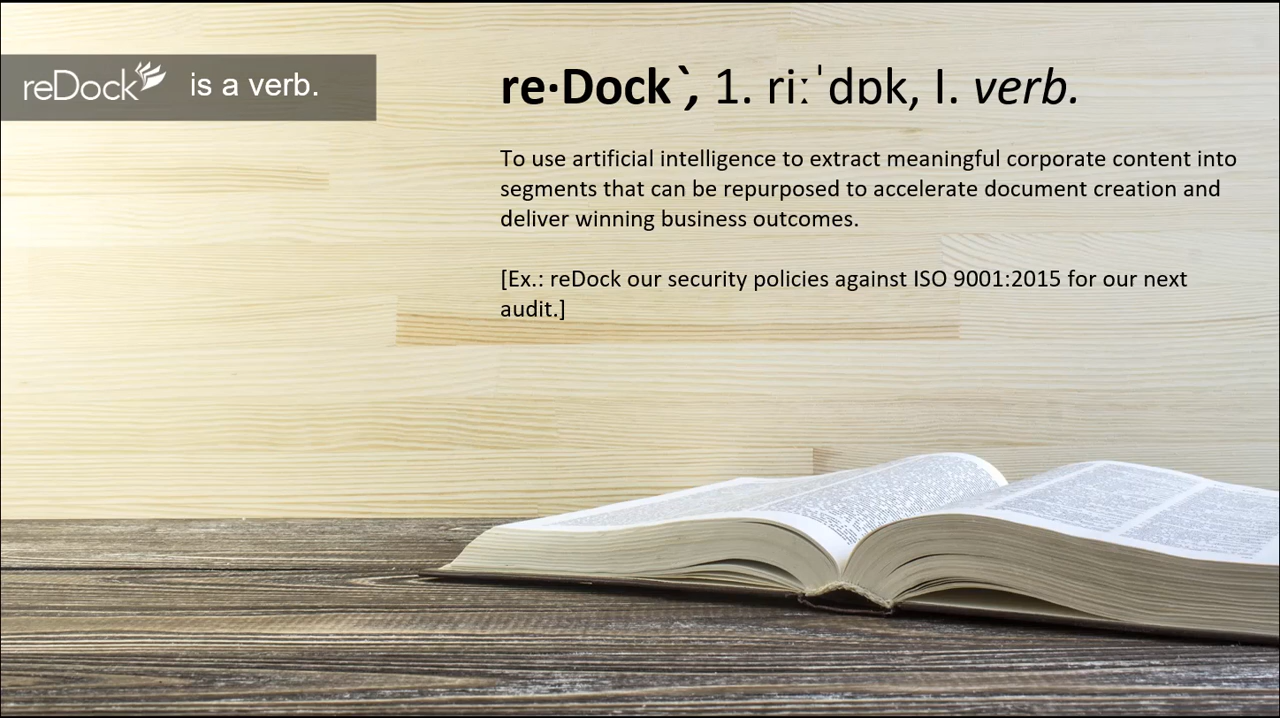 reDock is a verb.
re·Dock`, 1. riːˈdɒk, I. verb.
To use artificial intelligence to extract meaningful corporate content into
segments that can be repurposed to accelerate document creation and
deliver winning business outcomes.
[Ex.: reDock our security policies against ISO 9001:2015 for our next
audit.]